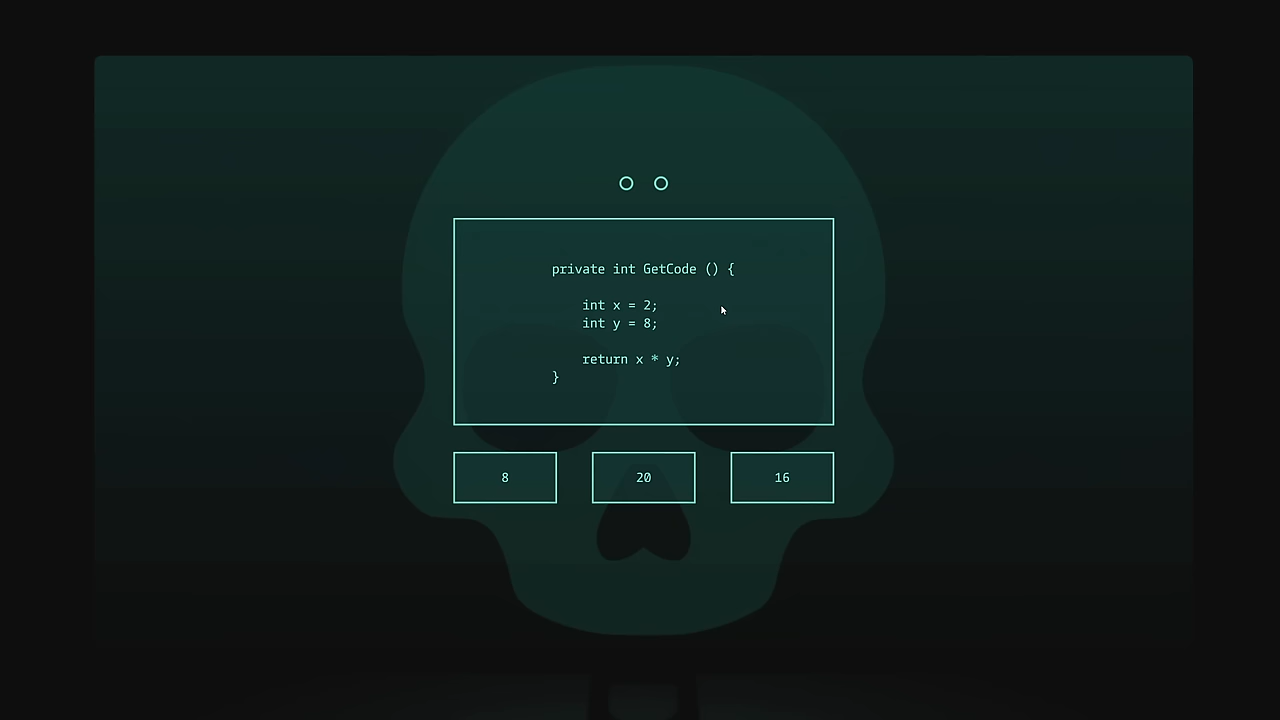 private int GetCode () {
int x = 2;
int y = 8;
return x * y;
}
8
20
16